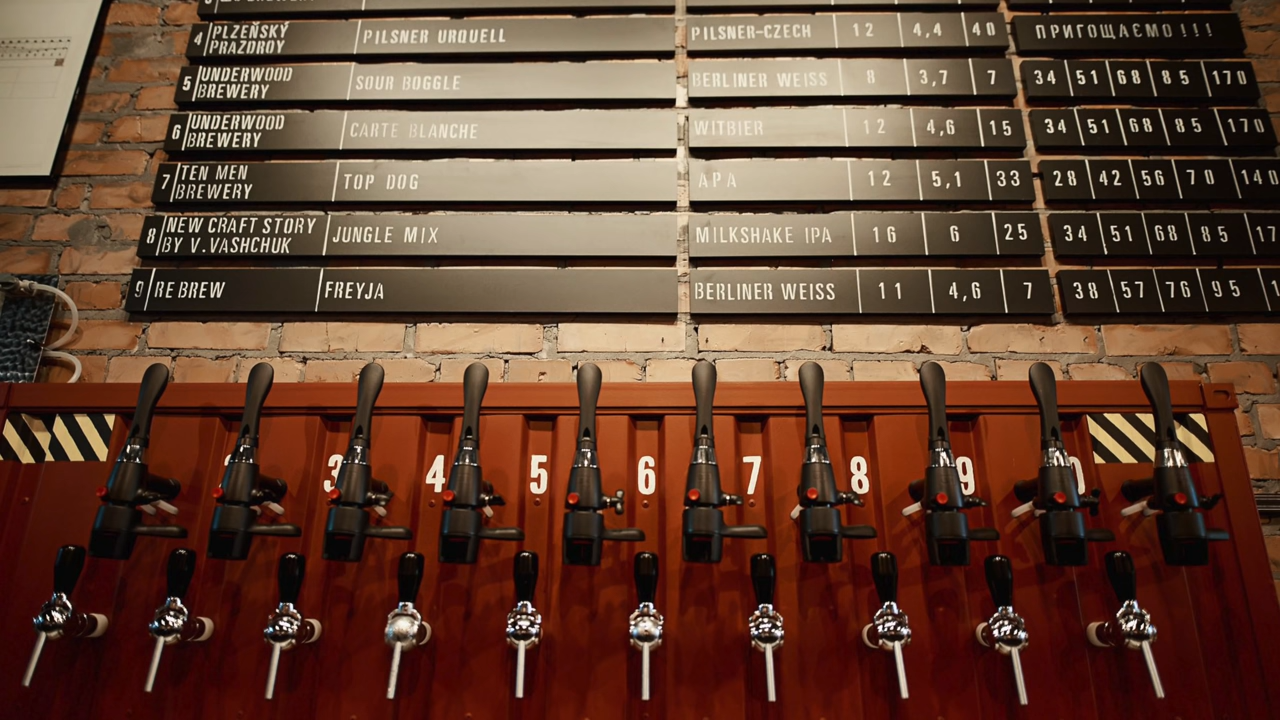 4 PLZEŇSKÝ PRAZDROJ PILSNER URQUELL PILSNER-CZECH 12 4,4 40 ПРИГОЩАЄМО!!!
5 UNDERWOOD BREWERY SOUR BOGGLE BERLINER WEISS 8 3,7 7 34 51 68 85 170
6 UNDERWOOD BREWERY CARTE BLANCHE WITBIER 12 4,6 15 34 51 68 85 170
7 TEN MEN BREWERY TOP DOG APA 12 5,1 33 28 42 56 70 140
8 NEW CRAFT STORY BY V.VASHCHUK JUNGLE MIX MILKSHAKE IPA 16 6 25 34 51 68 85
9 REBREW FREYJA BERLINER WEISS 11 4,6 7 38 57 76 95
3 4 5 6 7 8 9